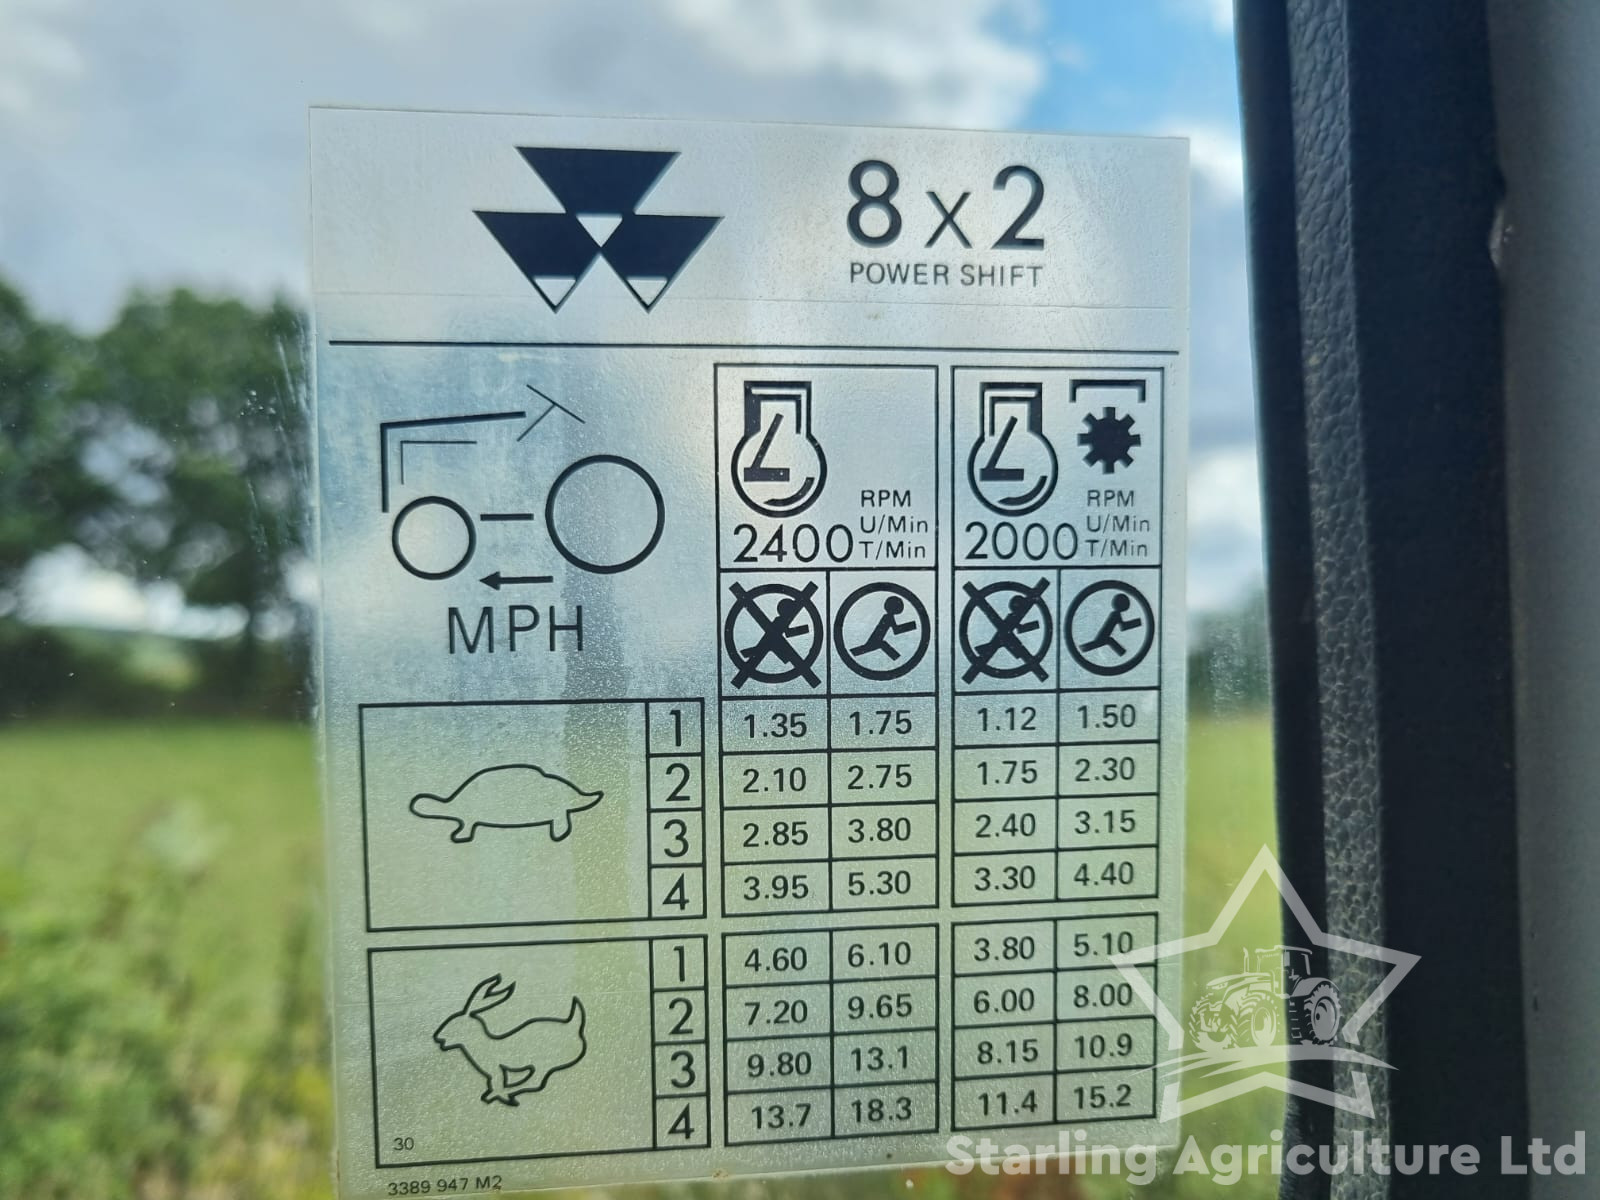 8 x 2
POWER SHIFT
RPM RPM
U/Min U/Min
2400 T/Min 2000 T/Min
MPH
1 1.35 1.75 1.12 1.50
2 2.10 2.75 1.75 2.30
3 2.85 3.80 2.40 3.15
4 3.95 5.30 3.30 4.40
1 4.60 6.10 3.80 5.10
2 7.20 9.65 6.00 8.00
3 9.80 13.1 8.15 10.9
4 13.7 18.3 11.4 15.2
30
3389 947 M2
Starling Agriculture Ltd